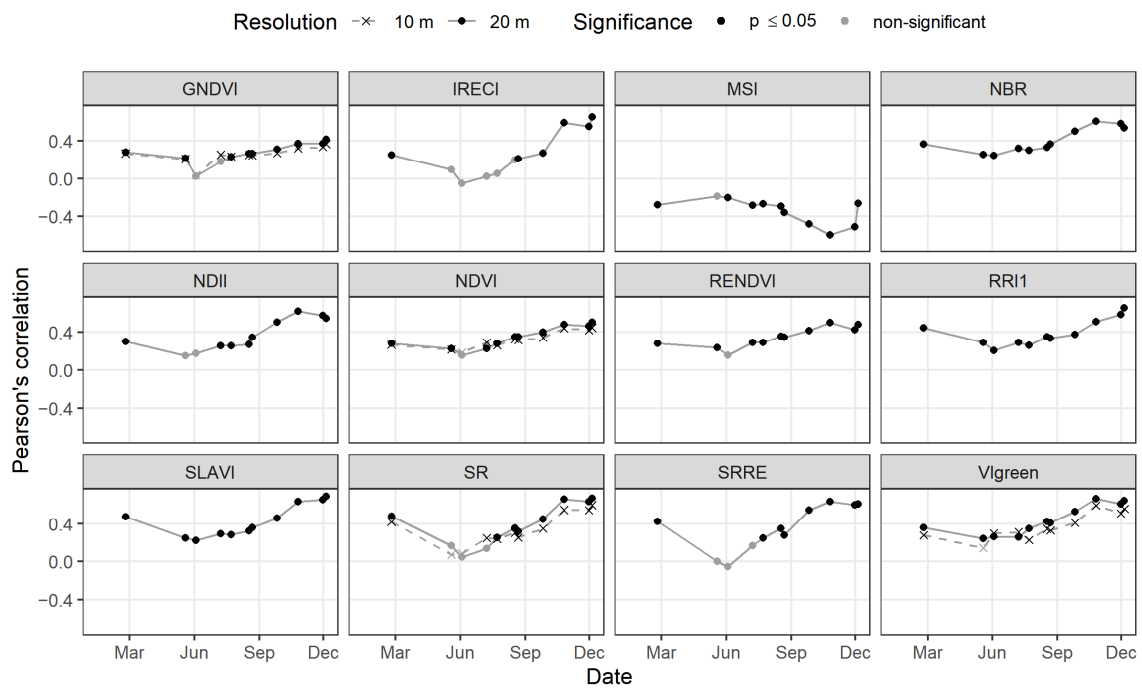 Resolution 10 m 20 m Significance p ≤ 0.05 non-significant
GNDVI IRECI MSI NBR
0.4
0.0
−0.4
NDII NDVI RENDVI RRI1
0.4
0.0
−0.4
SLAVI SR SRRE VIgreen
0.4
0.0
−0.4
Pearson's correlation
Mar Jun Sep Dec Mar Jun Sep Dec Mar Jun Sep Dec Mar Jun Sep Dec
Date